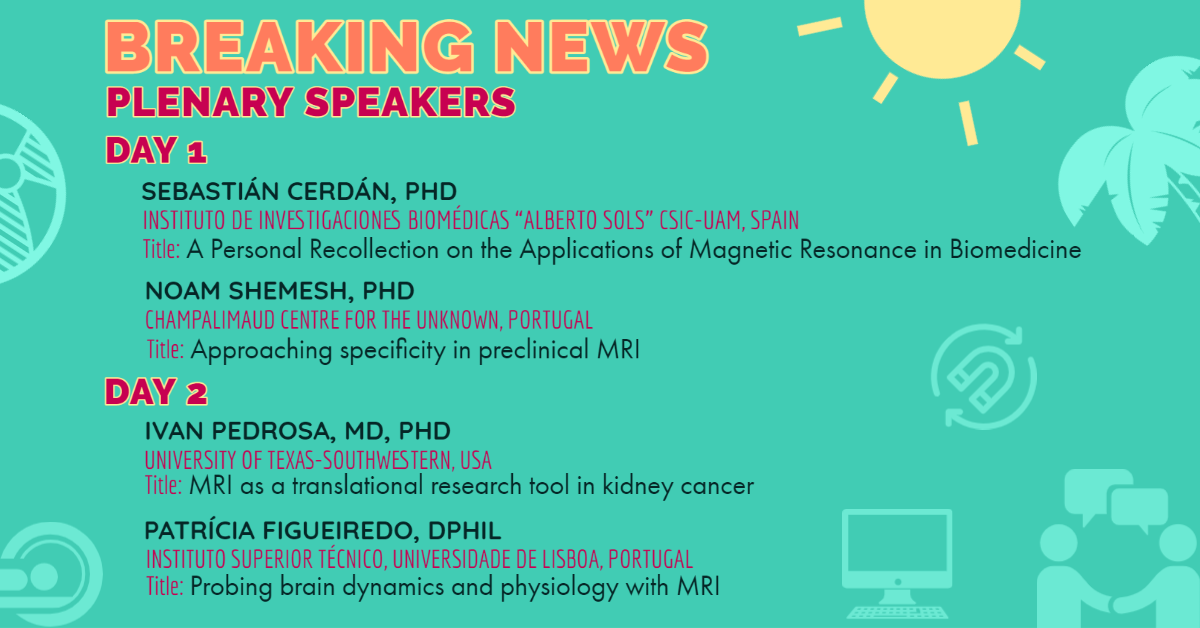 BREAKING NEWS
PLENARY SPEAKERS
DAY 1
SEBASTIÁN CERDÁN, PHD
INSTITUTO DE INVESTIGACIONES BIOMÉDICAS “ALBERTO SOLS” CSIC-UAM, SPAIN
Title: A Personal Recollection on the Applications of Magnetic Resonance in Biomedicine
NOAM SHEMESH, PHD
CHAMPALIMAUD CENTRE FOR THE UNKNOWN, PORTUGAL
Title: Approaching specificity in preclinical MRI
DAY 2
IVAN PEDROSA, MD, PHD
UNIVERSITY OF TEXAS-SOUTHWESTERN, USA
Title: MRI as a translational research tool in kidney cancer
PATRÍCIA FIGUEIREDO, DPHIL
INSTITUTO SUPERIOR TÉCNICO, UNIVERSIDADE DE LISBOA, PORTUGAL
Title: Probing brain dynamics and physiology with MRI